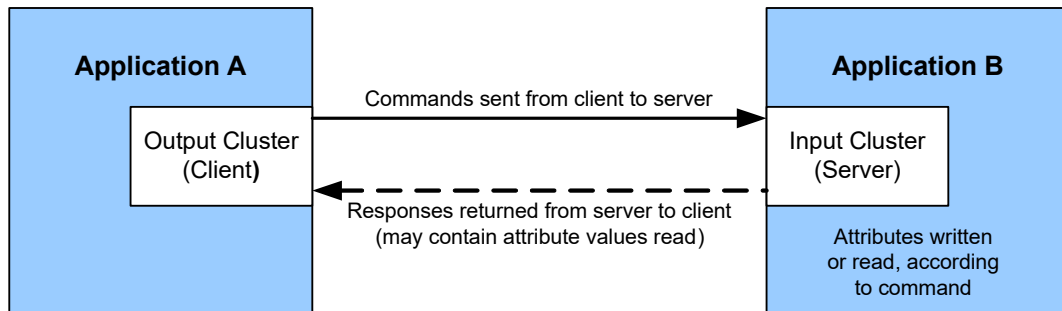 Application A
Output Cluster
(Client)
Commands sent from client to server
Responses returned from server to client
(may contain attribute values read)
Application B
Input Cluster
(Server)
Attributes written
or read, according
to command